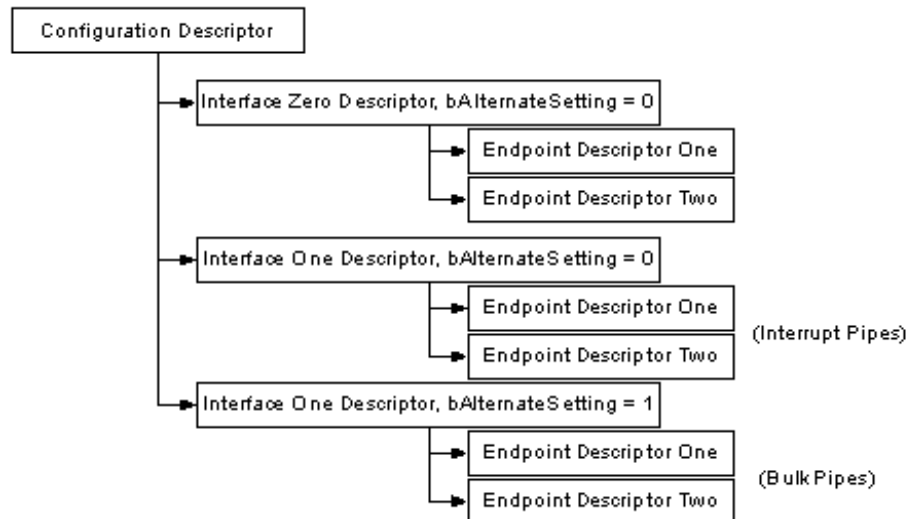 Configuration Descriptor
Interface Zero Descriptor, bAlternateSetting = 0
Endpoint Descriptor One
Endpoint Descriptor Two
Interface One Descriptor, bAlternateSetting = 0
Endpoint Descriptor One
(Interrupt Pipes)
Endpoint Descriptor Two
Interface One Descriptor, bAlternateSetting = 1
Endpoint Descriptor One
(Bulk Pipes)
Endpoint Descriptor Two